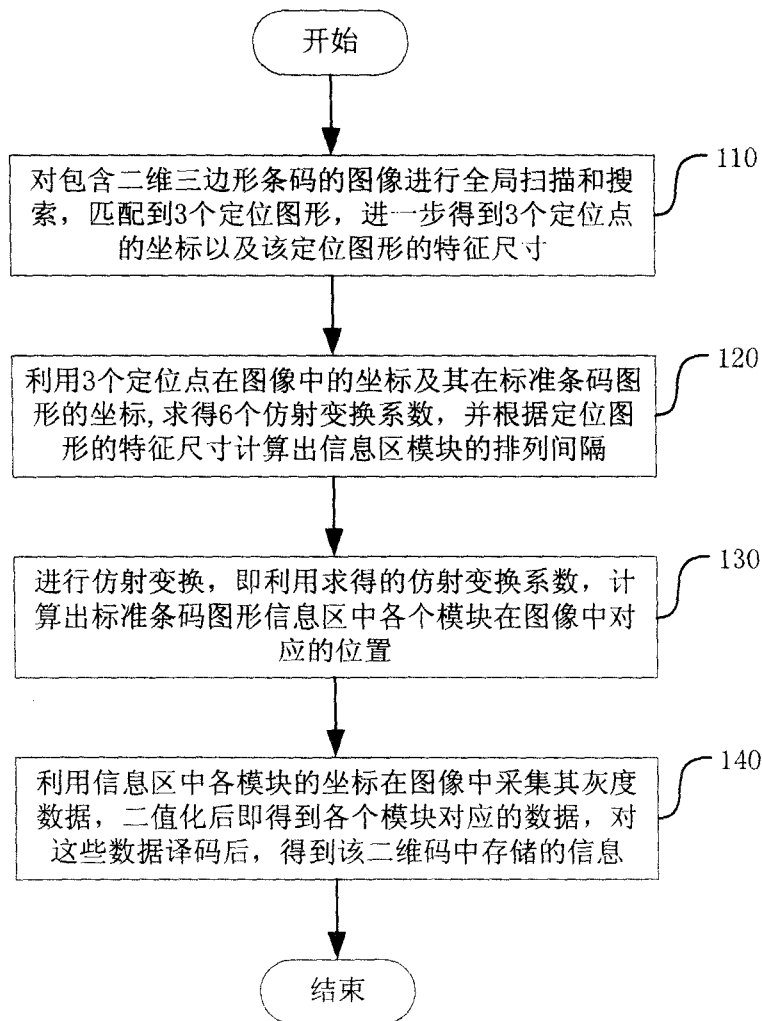 开始
110
对包含二维三边形条码的图像进行全局扫描和搜
索，匹配到3个定位图形，进一步得到3个定位点
的坐标以及该定位图形的特征尺寸
120
利用3个定位点在图像中的坐标及其在标准条码图
形的坐标,求得6个仿射变换系数，并根据定位图
形的特征尺寸计算出信息区模块的排列间隔
130
进行仿射变换，即利用求得的仿射变换系数，计
算出标准条码图形信息区中各个模块在图像中对
应的位置
140
利用信息区中各模块的坐标在图像中采集其灰度
数据，二值化后即得到各个模块对应的数据，对
这些数据译码后，得到该二维码中存储的信息
结束